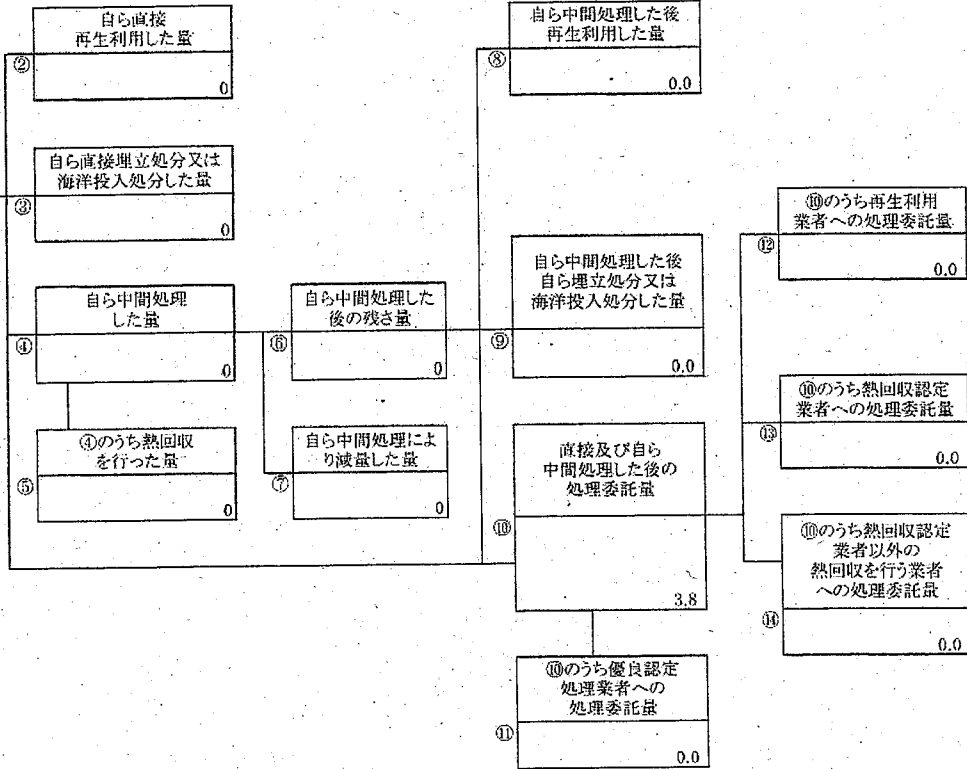 自ら直接
再生利用した量
②
0
自ら直接埋立処分又は
海洋投入処分した量
③
0
自ら中間処理
した量
④
0
④のうち熱回収
を行った量
⑤
0
自ら中間処理した
後の残さ量
⑥
0
自ら中間処理によ
り減量した量
⑦
0
自ら中間処理した後
再生利用した量
⑧
0.0
自ら中間処理した後
自ら埋立処分又は
海洋投入処分した量
⑨
0.0
直接及び自ら
中間処理した後の
処理委託量
⑩
3.8
⑩のうち優良認定
処理業者への
処理委託量
⑪
0.0
⑩のうち再生利用
業者への処理委託量
⑫
0.0
⑩のうち熱回収認定
業者への処理委託量
⑬
0.0
⑩のうち熱回収認定
業者以外の
熱回収を行う業者
への処理委託量
⑭
0.0